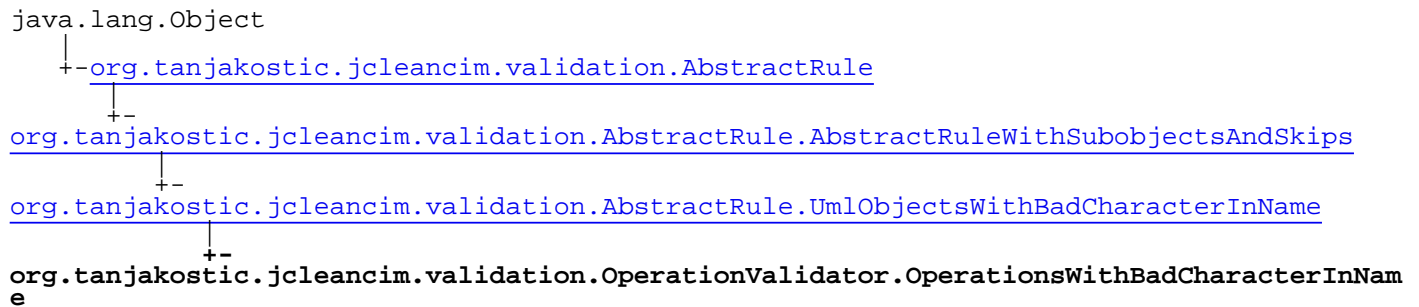 java.lang.Object
|
+-org.tanjakostic.jcleancim.validation.AbstractRule
|
+-
org.tanjakostic.jcleancim.validation.AbstractRule.AbstractRuleWithSubobjectsAndSkips
|
+-
org.tanjakostic.jcleancim.validation.AbstractRule.UmlObjectsWithBadCharacterInName
|
+-
org.tanjakostic.jcleancim.validation.OperationValidator.OperationsWithBadCharacterInNam
e